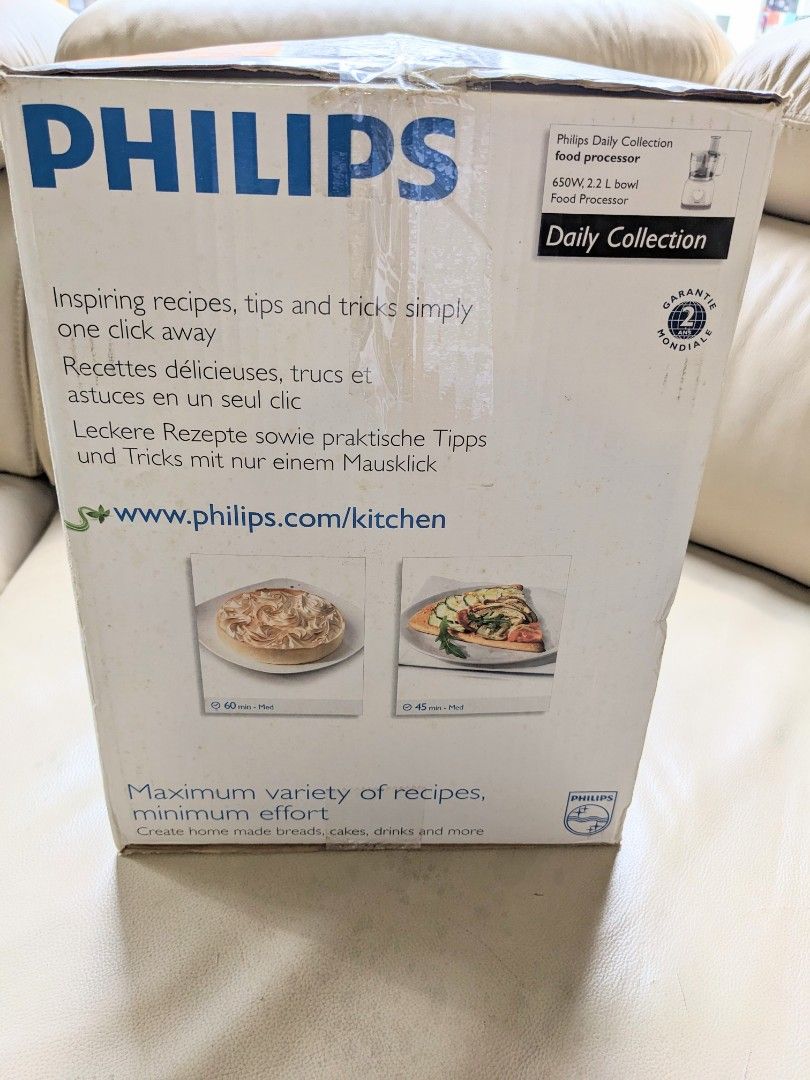 PHILIPS
Philips Daily Collection
food processor
650W, 2.2 L bowl
Food Processor
Daily Collection
GARANTIE
2
ANS
MONDIALE
Inspiring recipes, tips and tricks simply
one click away
Recettes délicieuses, trucs et
astuces en un seul clic
Leckere Rezepte sowie praktische Tipps
und Tricks mit nur einem Mausklick
www.philips.com/kitchen
60 min - Med
45 min - Med
Maximum variety of recipes,
minimum effort
Create home made breads, cakes, drinks and more
PHILIPS